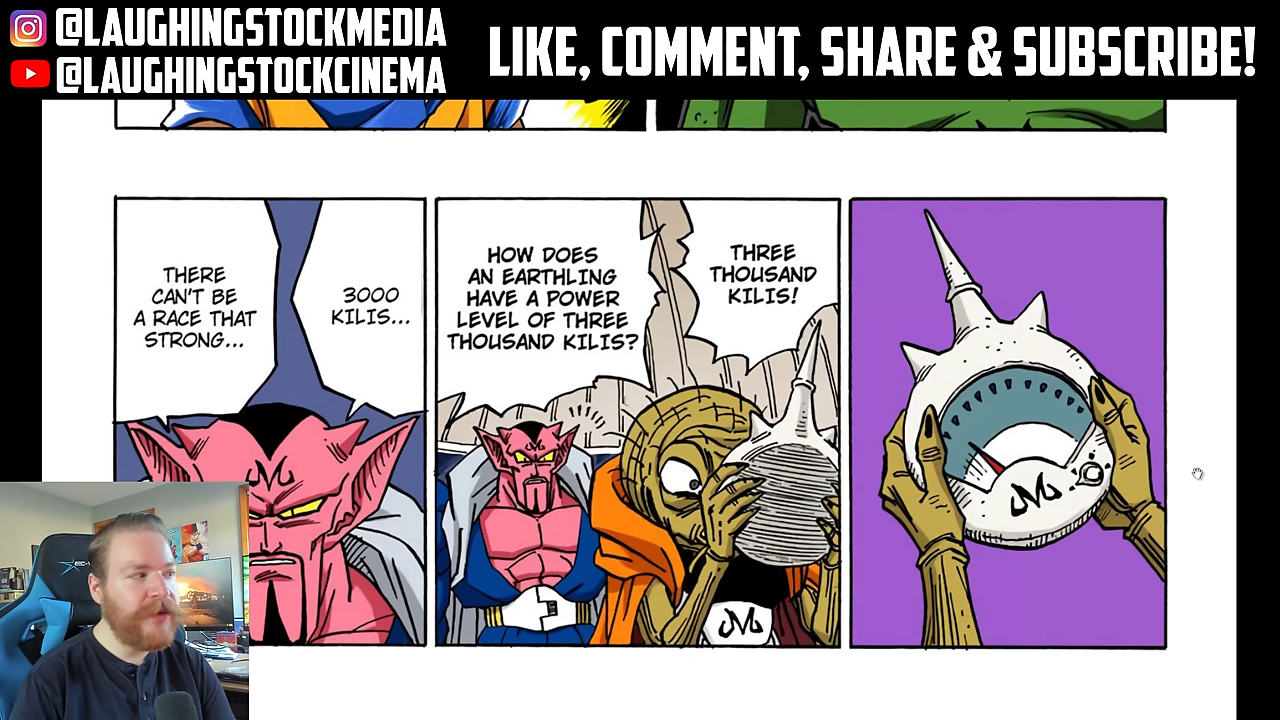 @LAUGHINGSTOCKMEDIA
@LAUGHINGSTOCKCINEMA
LIKE, COMMENT, SHARE & SUBSCRIBE!
THREE
THOUSAND
KILIS!
HOW DOES
AN EARTHLING
HAVE A POWER
LEVEL OF THREE
THOUSAND KILIS?
3000
KILIS...
THERE
CAN'T BE
A RACE THAT
STRONG...